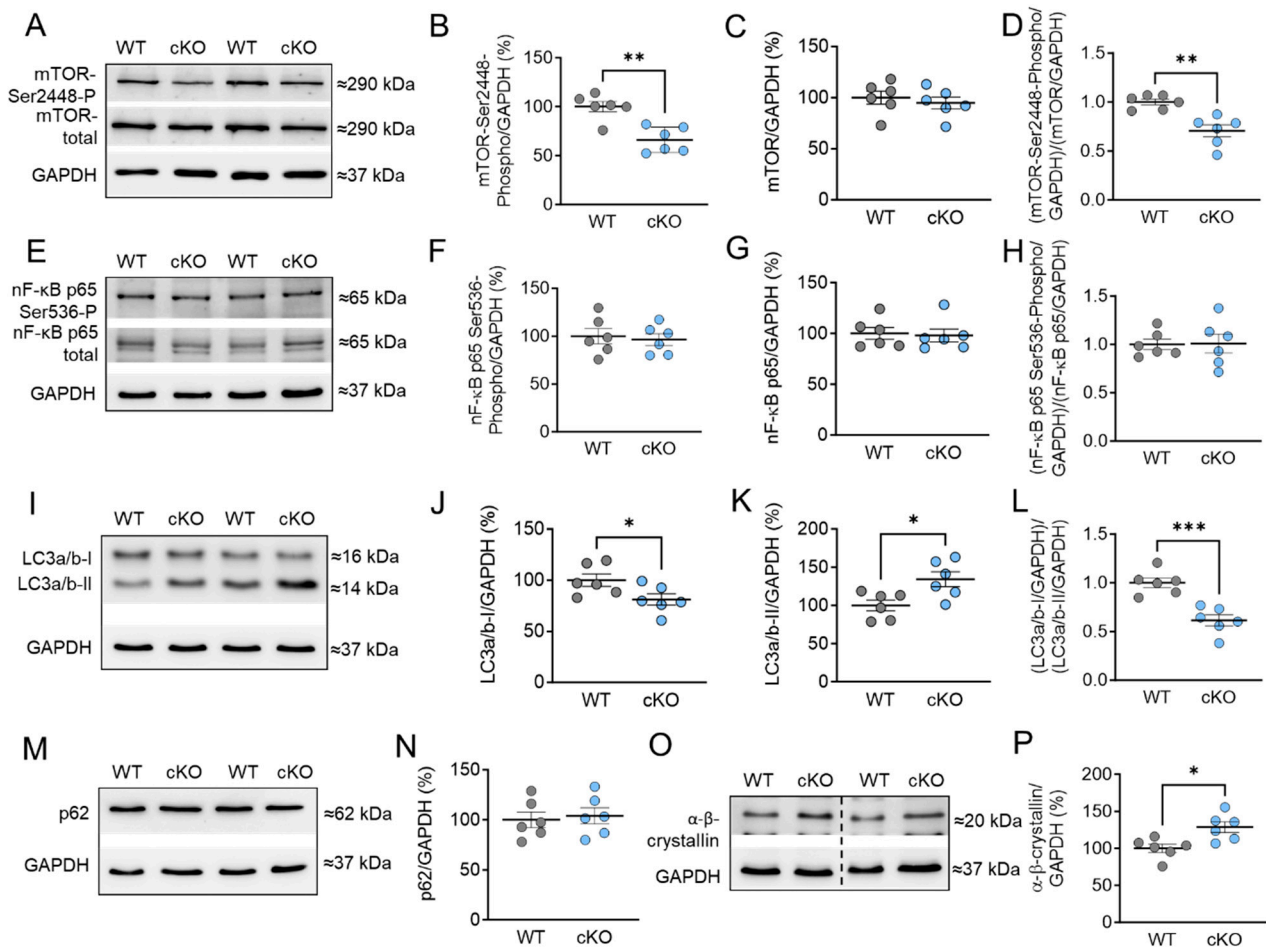 A
WT cKO WT cKO
mTOR-
Ser2448-P
≈290 kDa
mTOR-
total
≈290 kDa
GAPDH
≈37 kDa
B
mTOR-Ser2448-
Phospho/GAPDH (%)
150
100
50
0
**
WT cKO
C
mTOR/GAPDH (%)
150
100
50
0
WT cKO
D
(mTOR-Ser2448-Phospho/
GAPDH)/(mTOR/GAPDH)
1.5
1.0
0.5
0.0
**
WT cKO
E
WT cKO WT cKO
nF-κB p65
Ser536-P
≈65 kDa
nF-κB p65
total
≈65 kDa
GAPDH
≈37 kDa
F
nF-κB p65 Ser536-
Phospho/GAPDH (%)
150
100
50
0
WT cKO
G
nF-κB p65/GAPDH (%)
150
100
50
0
WT cKO
H
(nF-κB p65 Ser536-Phospho/
GAPDH)/(nF-κB p65/GAPDH)
1.5
1.0
0.5
0.0
WT cKO
I
WT cKO WT cKO
LC3a/b-I
≈16 kDa
LC3a/b-II
≈14 kDa
GAPDH
≈37 kDa
J
LC3a/b-I/GAPDH (%)
150
100
50
0
*
WT cKO
K
LC3a/b-II/GAPDH (%)
200
150
100
50
0
*
WT cKO
L
(LC3a/b-I/GAPDH)/
(LC3a/b-II/GAPDH)
1.5
1.0
0.5
0.0
***
WT cKO
M
WT cKO WT cKO
p62
≈62 kDa
GAPDH
≈37 kDa
N
p62/GAPDH (%)
150
100
50
0
WT cKO
O
WT cKO WT cKO
α-β-
crystallin
≈20 kDa
GAPDH
≈37 kDa
P
α-β-crystallin/
GAPDH (%)
200
150
100
50
0
*
WT cKO